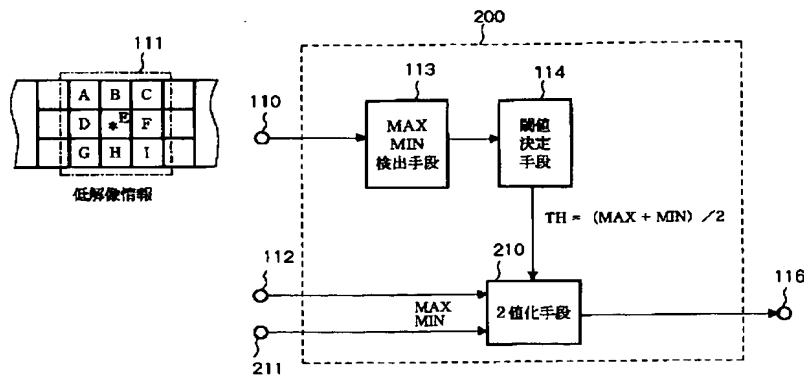 200
111
113
114
110
A B C
D * E F
G H I
低解像情報
MAX
MIN
検出手段
閾値
決定
手段
TH = (MAX + MIN) /2
112
210
116
MAX
MIN
2値化手段
211